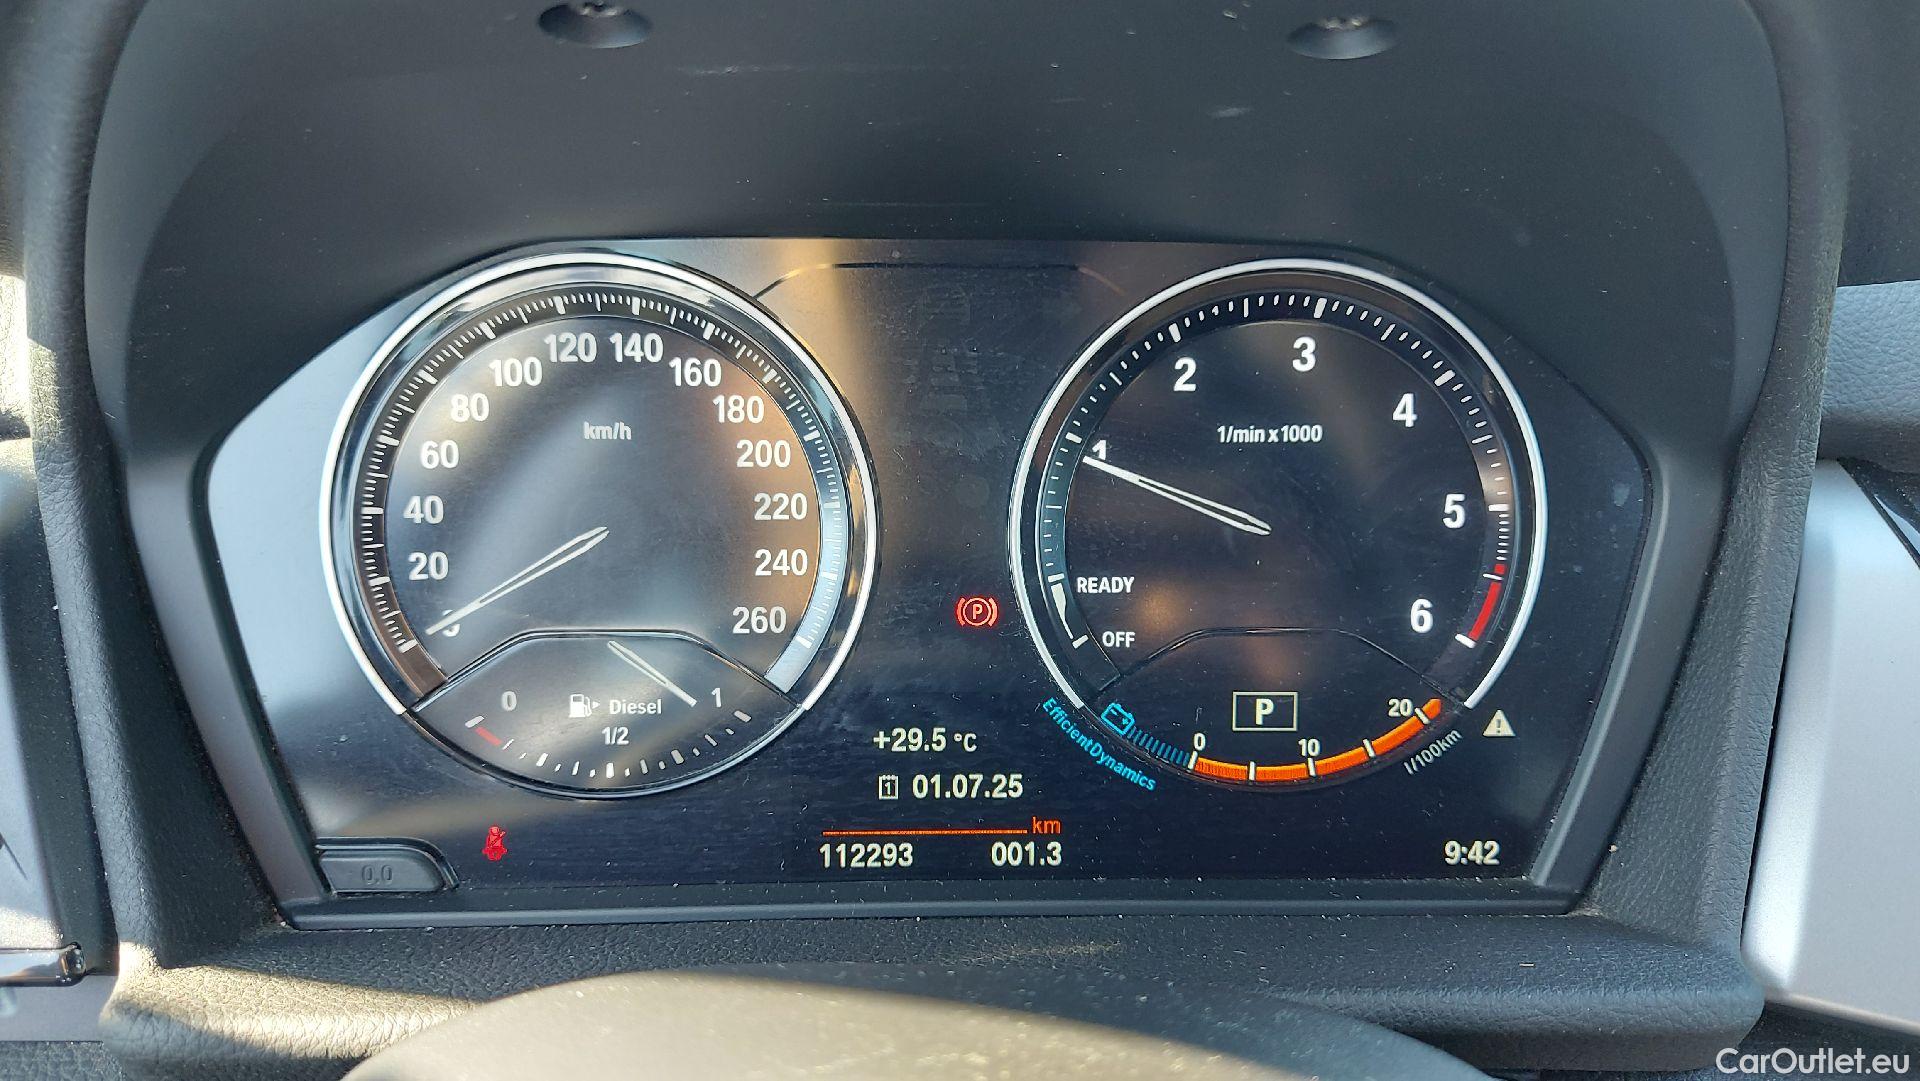 0
20
40
60
80
100
120
140
160
180
200
220
240
260
km/h
0
Diesel
1/2
1
0.0
+29.5 °C
1
01.07.25
km
112293
001.3
P
1
2
3
4
5
6
1/min x 1000
READY
OFF
P
EfficientDynamics
0
10
20
l/100km
9:42
CarOutlet.eu